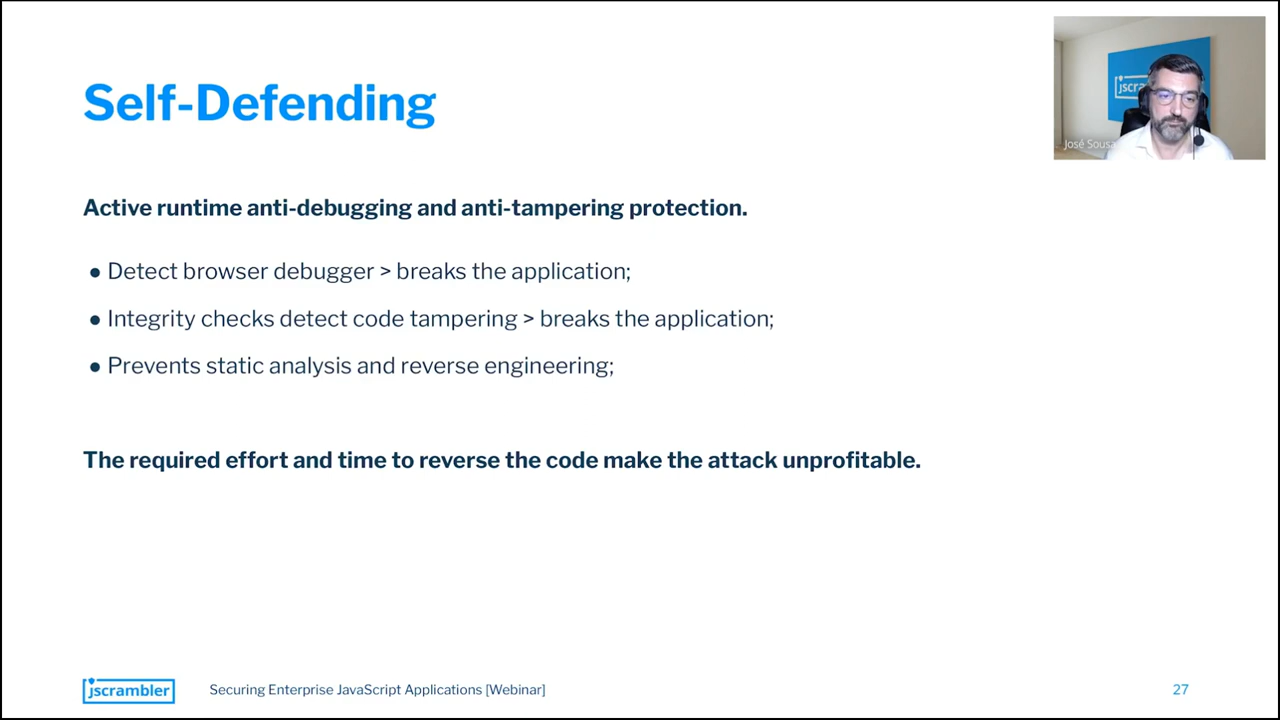 Self-Defending
jscra
José Sousa
Active runtime anti-debugging and anti-tampering protection.
● Detect browser debugger > breaks the application;
● Integrity checks detect code tampering > breaks the application;
● Prevents static analysis and reverse engineering;
The required effort and time to reverse the code make the attack unprofitable.
jscrambler
Securing Enterprise JavaScript Applications [Webinar]
27